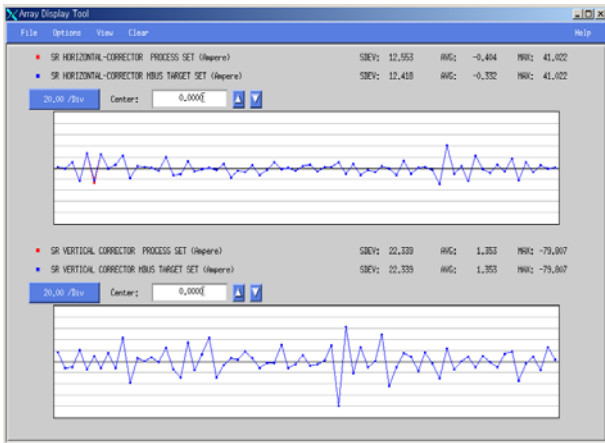 Array Display Tool
File Options View Clear Help
SR HORIZONTAL-CORRECTOR PROCESS SET (Ampere) SDEV: 12.553 AVG: -0.404 MAX: 41.022
SR HORIZONTAL-CORRECTOR MBUS TARGET SET (Ampere) SDEV: 12.418 AVG: -0.332 MAX: 41.022
20.00 /Div Center: 0.0000
SR VERTICAL CORRECTOR PROCESS SET (Ampere) SDEV: 22.339 AVG: 1.353 MAX: -79.807
SR VERTICAL CORRECTOR MBUS TARGET SET (Ampere) SDEV: 22.339 AVG: 1.353 MAX: -79.807
20.00 /Div Center: 0.0000